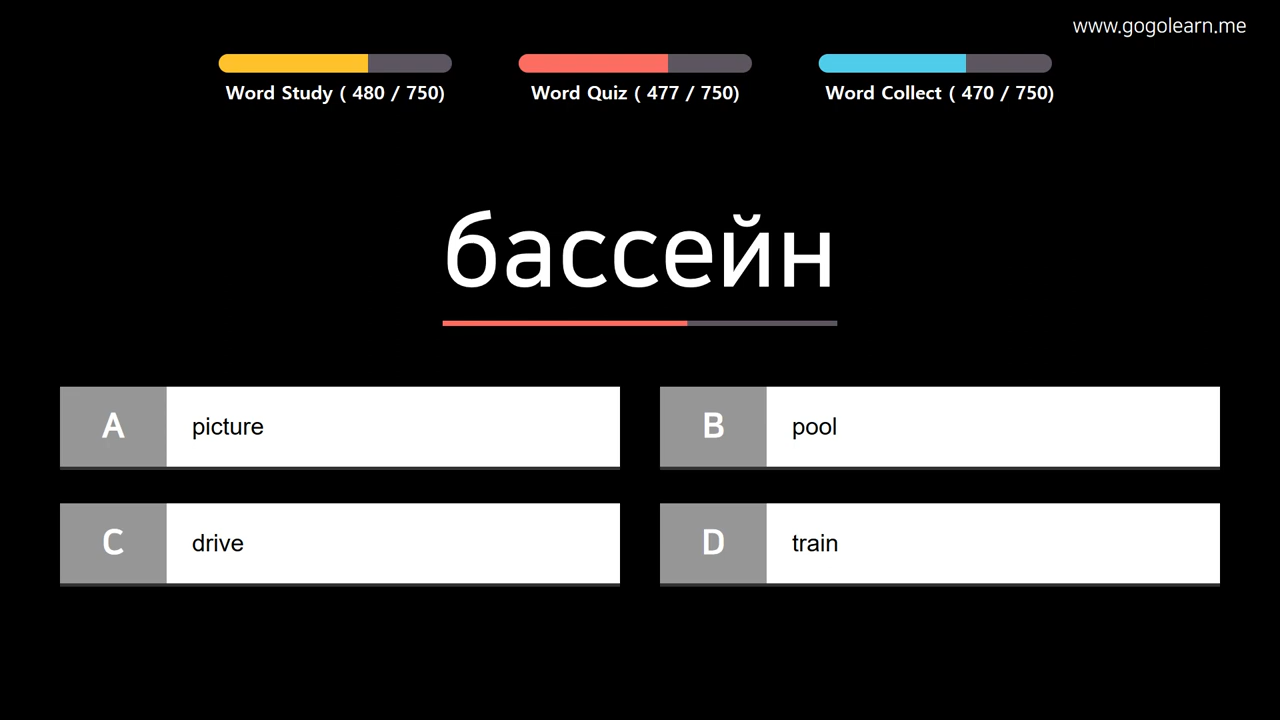 www.gogolearn.me
Word Study ( 480 / 750)
Word Quiz ( 477 / 750)
Word Collect ( 470 / 750)
бассейн
A picture
B pool
C drive
D train